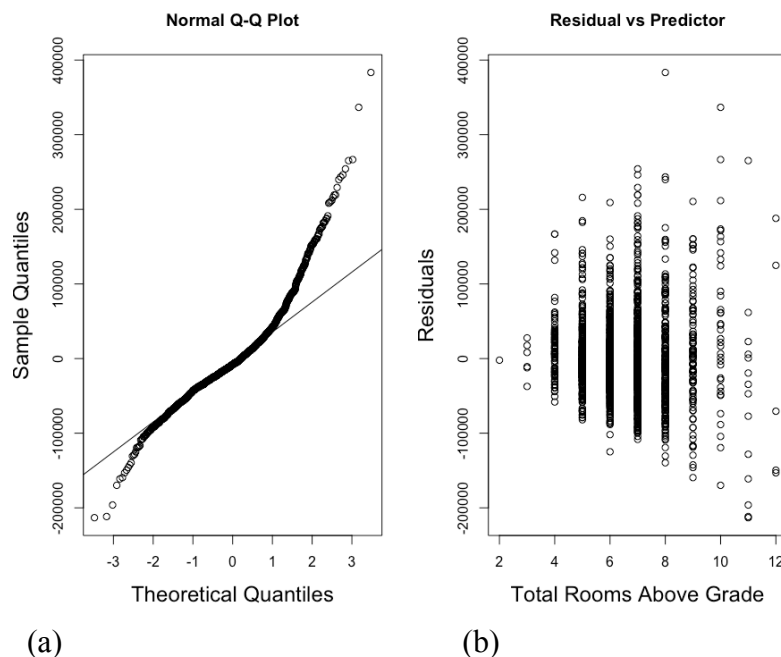 Normal Q-Q Plot
400000
300000
200000
100000
0
-100000
-200000
Sample Quantiles
-3 -2 -1 0 1 2 3
Theoretical Quantiles
(a)
Residual vs Predictor
400000
300000
200000
100000
0
-100000
-200000
Residuals
2 4 6 8 10 12
Total Rooms Above Grade
(b)